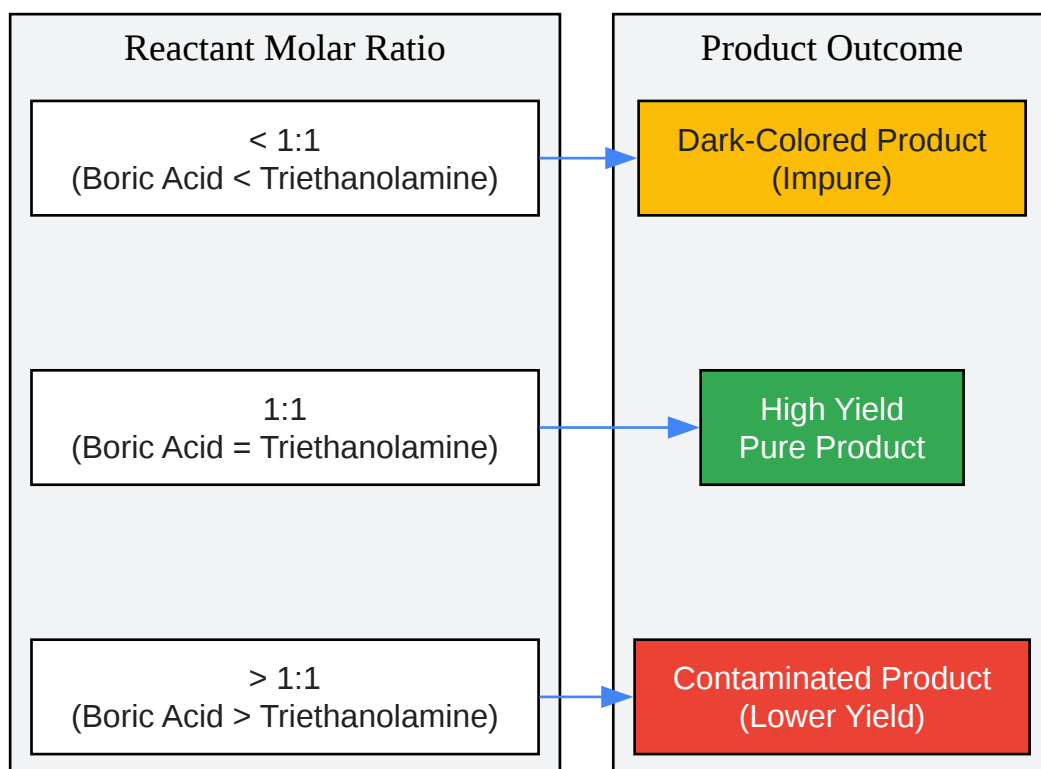 Reactant Molar Ratio
Product Outcome
< 1:1
(Boric Acid < Triethanolamine)
Dark-Colored Product
(Impure)
1:1
(Boric Acid = Triethanolamine)
High Yield
Pure Product
> 1:1
(Boric Acid > Triethanolamine)
Contaminated Product
(Lower Yield)